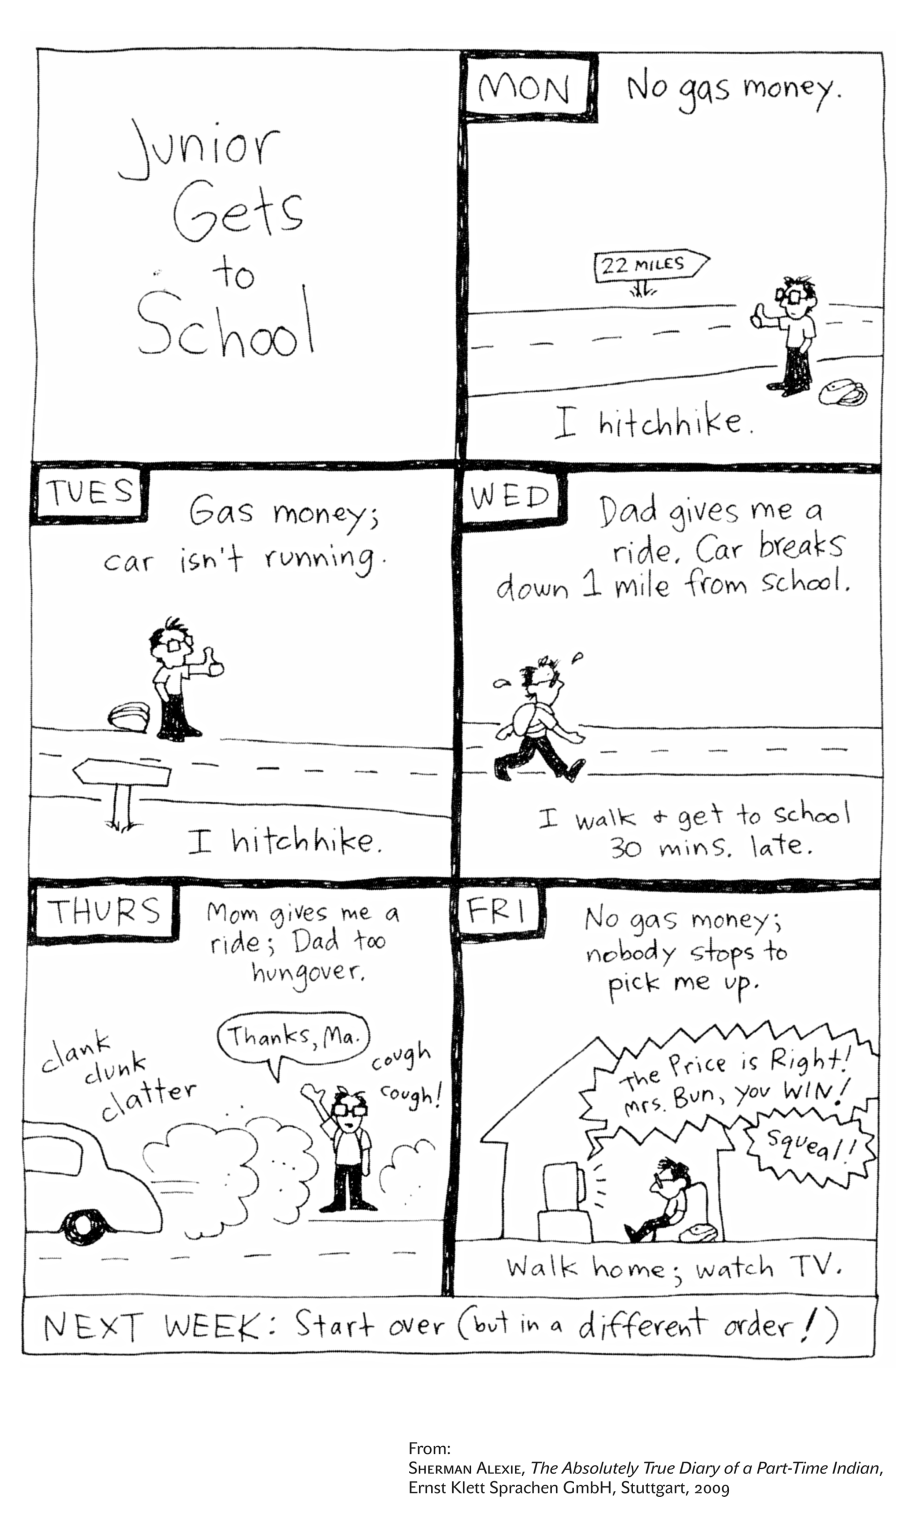 Junior
Gets
to
School
MON
No gas money.
22 MILES
I hitchhike.
TUES
Gas money;
car isn't running.
I hitchhike.
WED
Dad gives me a
ride. Car breaks
down 1 mile from school.
I walk + get to school
30 mins. late.
THURS
Mom gives me a
ride; Dad too
hungover.
clank
clunk
clatter
Thanks, Ma.
cough
cough!
FRI
No gas money;
nobody stops to
pick me up.
The Price is Right!
Mrs. Bun, you WIN!
Squeal!!
Walk home; watch TV.
NEXT WEEK: Start over (but in a different order!)
From:
SHERMAN ALEXIE, The Absolutely True Diary of a Part-Time Indian,
Ernst Klett Sprachen GmbH, Stuttgart, 2009